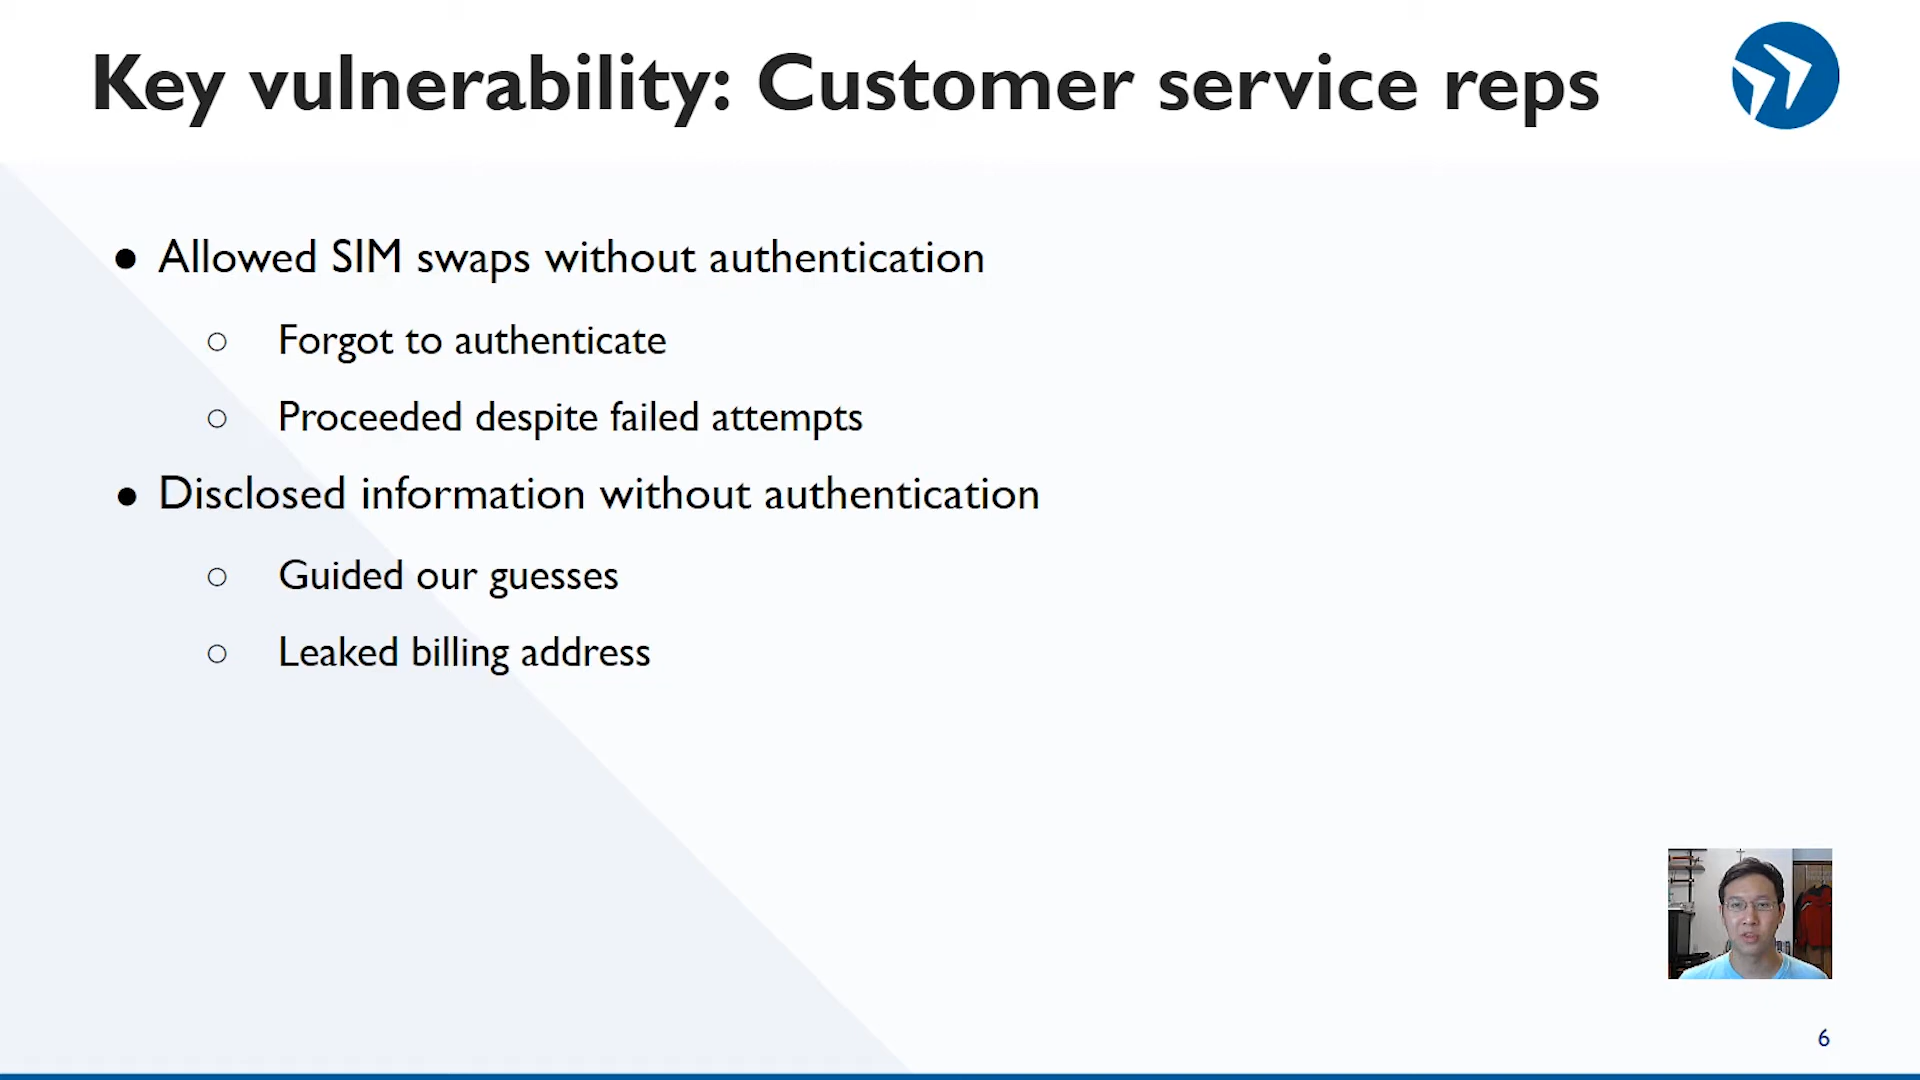 Key vulnerability: Customer service reps
● Allowed SIM swaps without authentication
○ Forgot to authenticate
○ Proceeded despite failed attempts
● Disclosed information without authentication
○ Guided our guesses
○ Leaked billing address
6